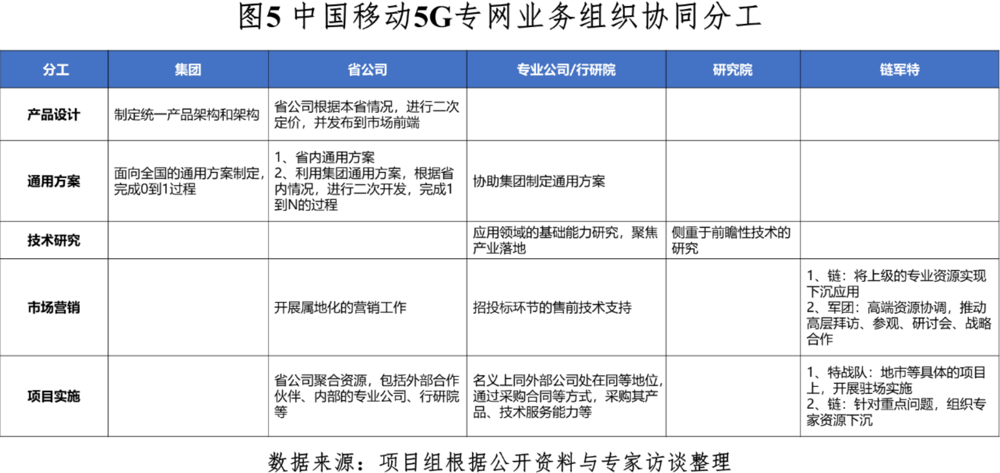 图5 中国移动5G专网业务组织协同分工
分工
集团
省公司
专业公司/行研院
研究院
链军特
产品设计
制定统一产品架构和架构
省公司根据本省情况，进行二次
定价，并发布到市场前端
通用方案
面向全国的通用方案制定，
完成0到1过程
1、省内通用方案
2、利用集团通用方案，根据省
内情况，进行二次开发，完成1
到N的过程
协助集团制定通用方案
技术研究
应用领域的基础能力研究，聚焦
产业落地
侧重于前瞻性技术的
研究
市场营销
开展属地化的营销工作
招投标环节的售前技术支持
1、链：将上级的专业资源实现
下沉应用
2、军团：高端资源协调，推动
高层拜访、参观、研讨会、战略
合作
项目实施
省公司聚合资源，包括外部合作
伙伴、内部的专业公司、行研院
等
名义上同外部公司处在同等地位，
通过采购合同等方式，采购其产
品、技术服务能力等
1、特战队：地市等具体的项目
上，开展驻场实施
2、链：针对重点问题，组织专
家资源下沉
数据来源：项目组根据公开资料与专家访谈整理